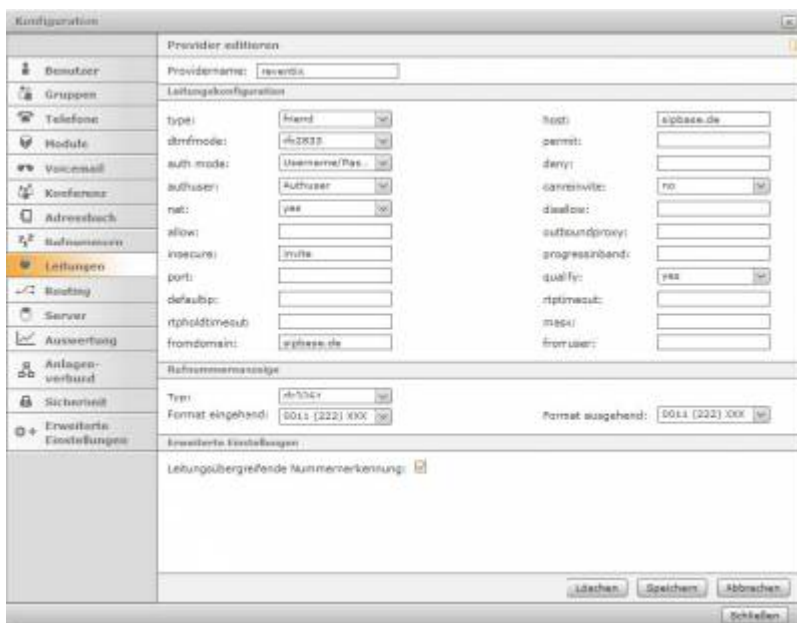 Konfiguration
Provider editieren
Benutzer
Gruppen
Telefone
Module
Voicemail
Konferenz
Adressbuch
Rufnummern
Leitungen
Routing
Server
Auswertung
Anlagen-
verbund
Sicherheit
Erweiterte
Einstellungen
Providername: reventix
Leitungskonfiguration
type: friend
host: sipbase.de
dtmfmode: rfc2833
permit:
auth mode: Username/Pas...
deny:
authuser: Authuser
canreinvite: no
nat: yes
disallow:
allow:
outboundproxy:
insecure: invite
progressinband:
port:
qualify: yes
defaultip:
rtptimeout:
rtpholdtimeout:
fromdomain: sipbase.de
fromuser:
Rufnummernanzeige
Typ:
Format eingehend: 0011 (222) XXX
Format ausgehend: 0011 (222) XXX
Erweiterte Einstellungen
Leitungsübergreifende Nummernerkennung:
Löschen
Speichern
Abbrechen
Schließen